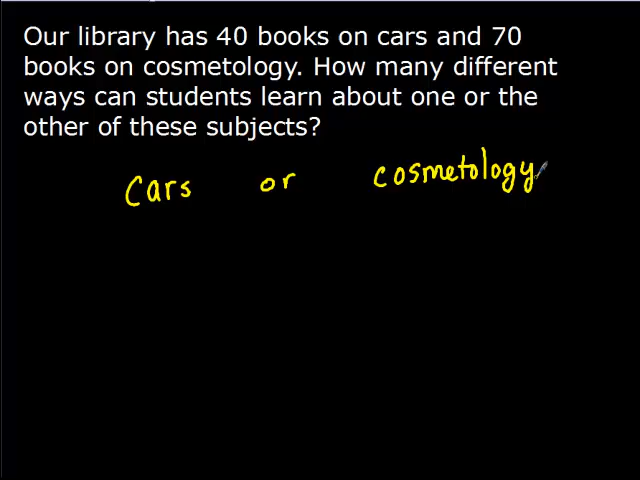 Our library has 40 books on cars and 70
books on cosmetology. How many different
ways can students learn about one or the
other of these subjects?
cars or cosmetology